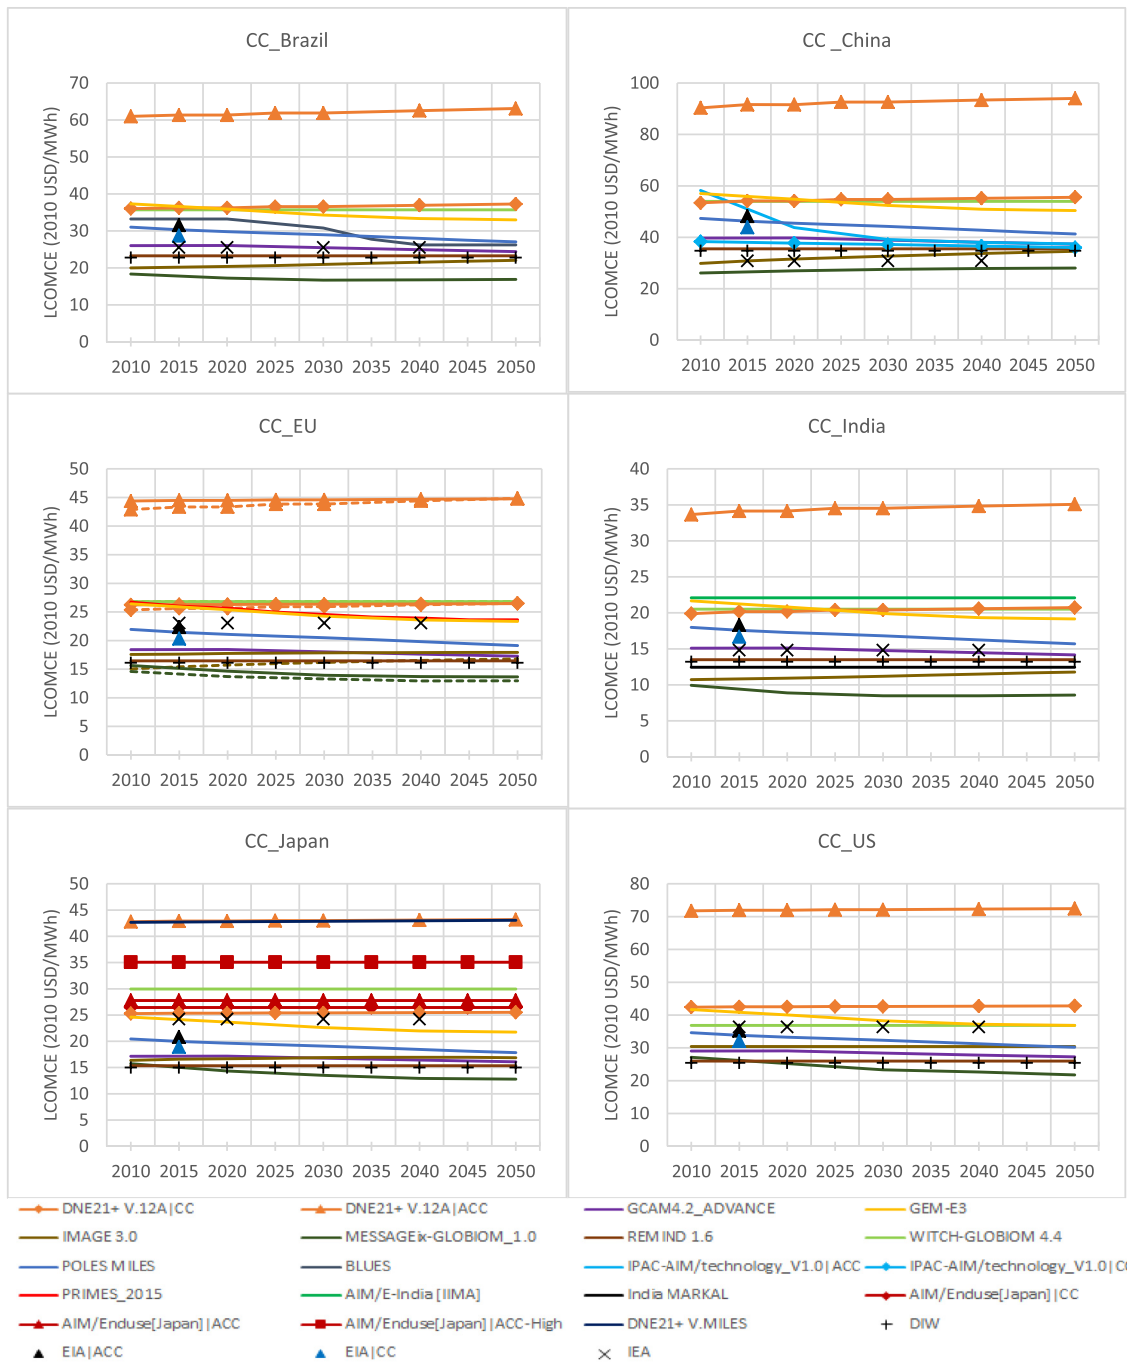 CC_Brazil
LCOMCE (2010 USD/MWh)
70
60
50
40
30
20
10
0
2010 2015 2020 2025 2030 2035 2040 2045 2050
CC _China
LCOMCE (2010 USD/MWh)
100
80
60
40
20
0
2010 2015 2020 2025 2030 2035 2040 2045 2050
CC_EU
LCOMCE (2010 USD/MWh)
50
45
40
35
30
25
20
15
10
5
0
2010 2015 2020 2025 2030 2035 2040 2045 2050
CC_India
LCOMCE (2010 USD/MWh)
40
35
30
25
20
15
10
5
0
2010 2015 2020 2025 2030 2035 2040 2045 2050
CC_Japan
LCOMCE (2010 USD/MWh)
50
45
40
35
30
25
20
15
10
5
0
2010 2015 2020 2025 2030 2035 2040 2045 2050
CC_US
LCOMCE (2010 USD/MWh)
80
70
60
50
40
30
20
10
0
2010 2015 2020 2025 2030 2035 2040 2045 2050
DNE21+ V.12A|CC DNE21+ V.12A|ACC GCAM4.2_ADVANCE GEM-E3
IMAGE 3.0 MESSAGEix-GLOBIOM_1.0 REMIND 1.6 WITCH-GLOBIOM 4.4
POLES MILES BLUES IPAC-AIM/technology_V1.0|ACC IPAC-AIM/technology_V1.0|C
PRIMES_2015 AIM/E-India [IIMA] India MARKAL AIM/Enduse[Japan]|CC
AIM/Enduse[Japan]|ACC AIM/Enduse[Japan]|ACC-High DNE21+ V.MILES DIW
EIA|ACC EIA|CC IEA